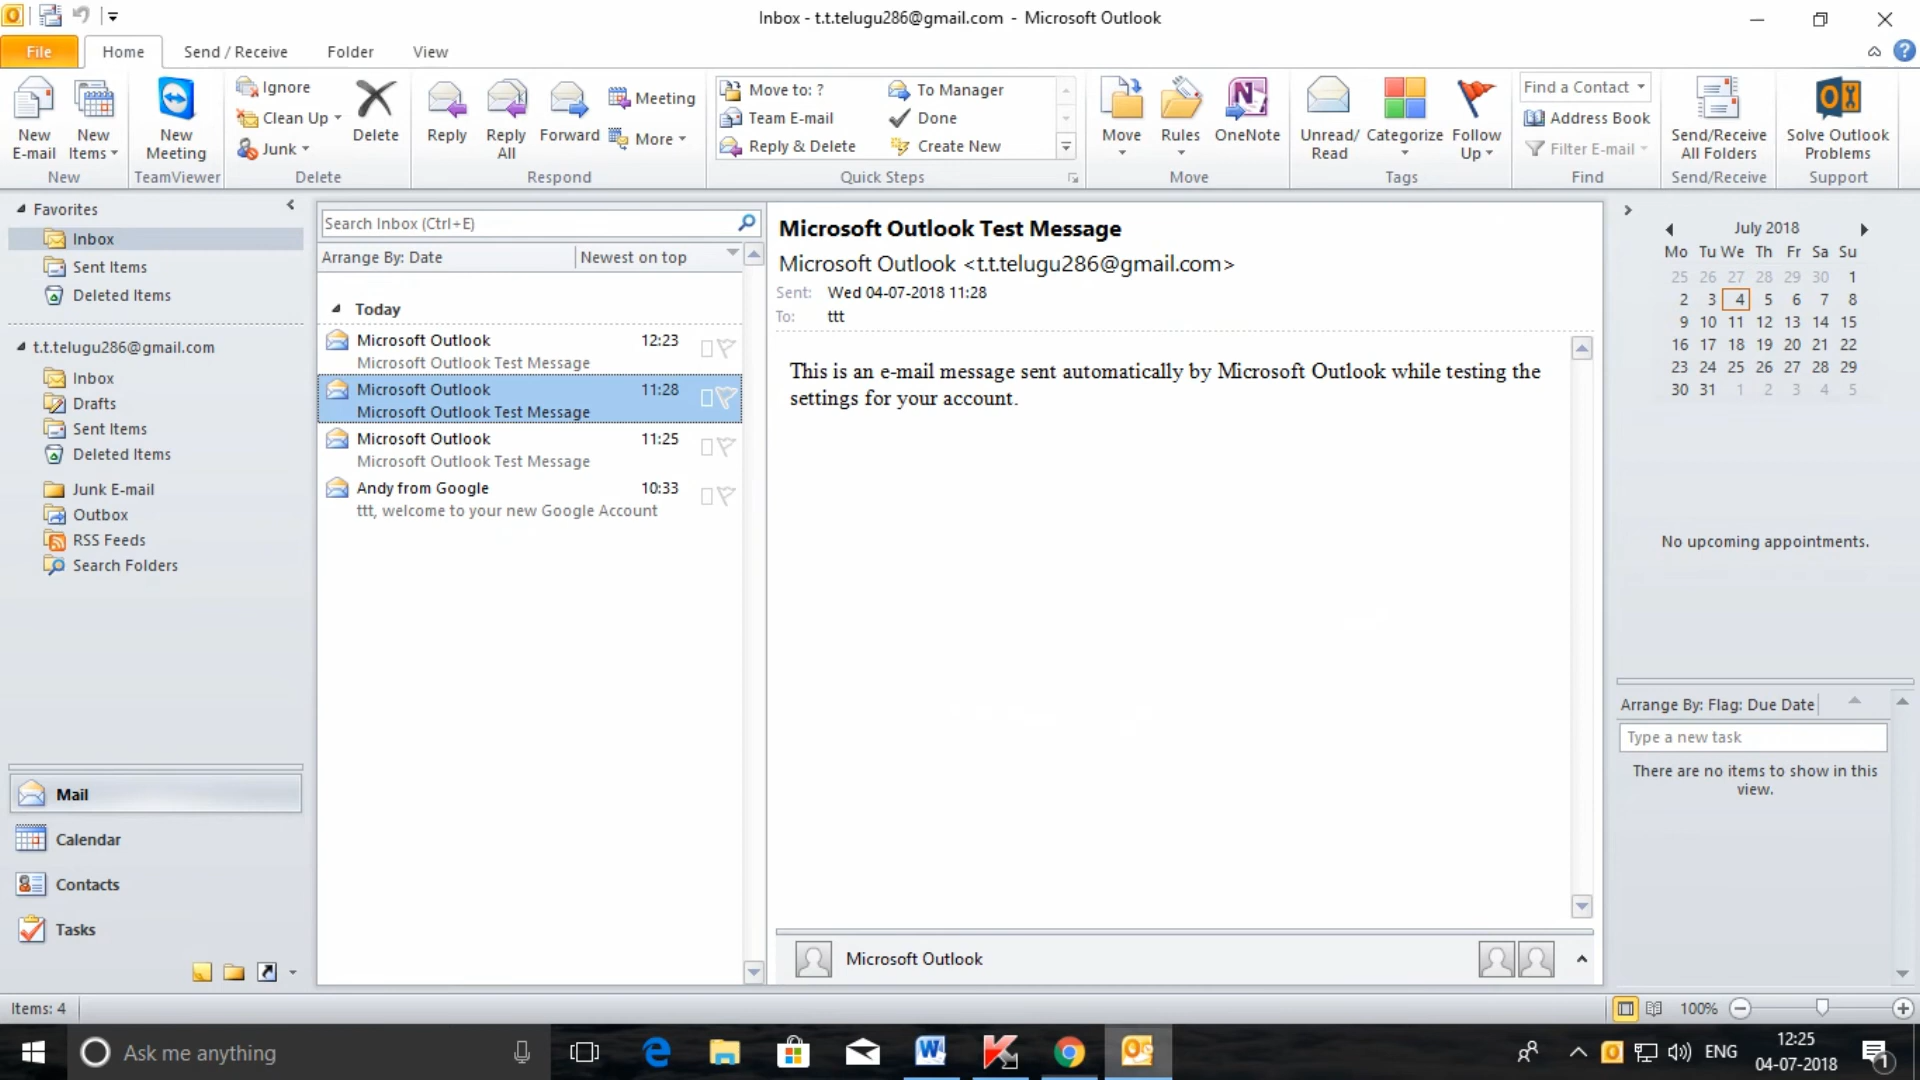 Inbox - t.t.telugu286@gmail.com - Microsoft Outlook
File Home Send / Receive Folder View
New E-mail
New Items
New
New Meeting
TeamViewer
Ignore
Clean Up
Junk
Delete
Delete
Reply
Reply All
Forward
Meeting
More
Respond
Move to: ?
Team E-mail
Reply & Delete
To Manager
Done
Create New
Quick Steps
Move
Rules
OneNote
Move
Unread/ Read
Categorize
Follow Up
Tags
Find a Contact
Address Book
Filter E-mail
Find
Send/Receive All Folders
Send/Receive
Solve Outlook Problems
Support
Favorites
Inbox
Sent Items
Deleted Items
t.t.telugu286@gmail.com
Inbox
Drafts
Sent Items
Deleted Items
Junk E-mail
Outbox
RSS Feeds
Search Folders
Mail
Calendar
Contacts
Tasks
Search Inbox (Ctrl+E)
Arrange By: Date Newest on top
Today
Microsoft Outlook 12:23
Microsoft Outlook Test Message
Microsoft Outlook 11:28
Microsoft Outlook Test Message
Microsoft Outlook 11:25
Microsoft Outlook Test Message
Andy from Google 10:33
ttt, welcome to your new Google Account
Microsoft Outlook Test Message
Microsoft Outlook <t.t.telugu286@gmail.com>
Sent: Wed 04-07-2018 11:28
To: ttt
This is an e-mail message sent automatically by Microsoft Outlook while testing the
settings for your account.
Microsoft Outlook
July 2018
Mo Tu We Th Fr Sa Su
25 26 27 28 29 30 1
2 3 4 5 6 7 8
9 10 11 12 13 14 15
16 17 18 19 20 21 22
23 24 25 26 27 28 29
30 31 1 2 3 4 5
No upcoming appointments.
Arrange By: Flag: Due Date
Type a new task
There are no items to show in this
view.
Items: 4
100%
Ask me anything
ENG
12:25
04-07-2018
1